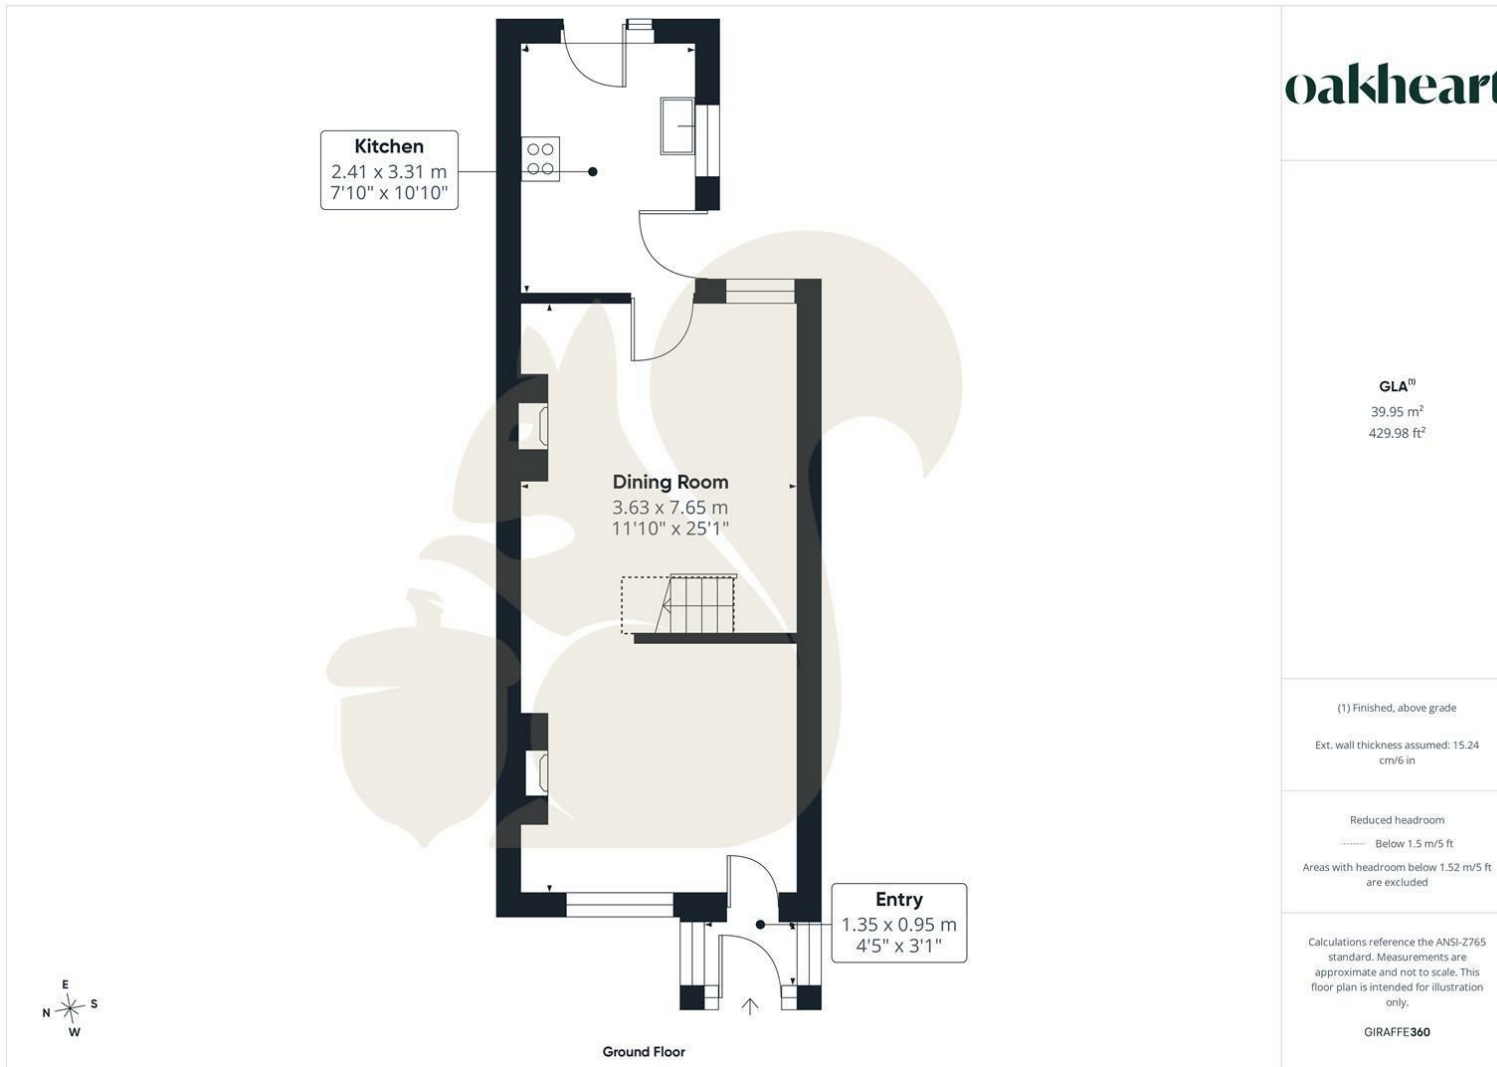 oakheart
Kitchen
2.41 x 3.31 m
7'10" x 10'10"
GLA(1)
39.95 m²
429.98 ft²
Dining Room
3.63 x 7.65 m
11'10" x 25'1"
(1) Finished, above grade
Ext. wall thickness assumed: 15.24
cm/6 in
Reduced headroom
Below 1.5 m/5 ft
Areas with headroom below 1.52 m/5 ft
are excluded
Entry
1.35 x 0.95 m
4'5" x 3'1"
Calculations reference the ANSI-Z765
standard. Measurements are
approximate and not to scale. This
floor plan is intended for illustration
only.
GIRAFFE360
E
N S
W
Ground Floor